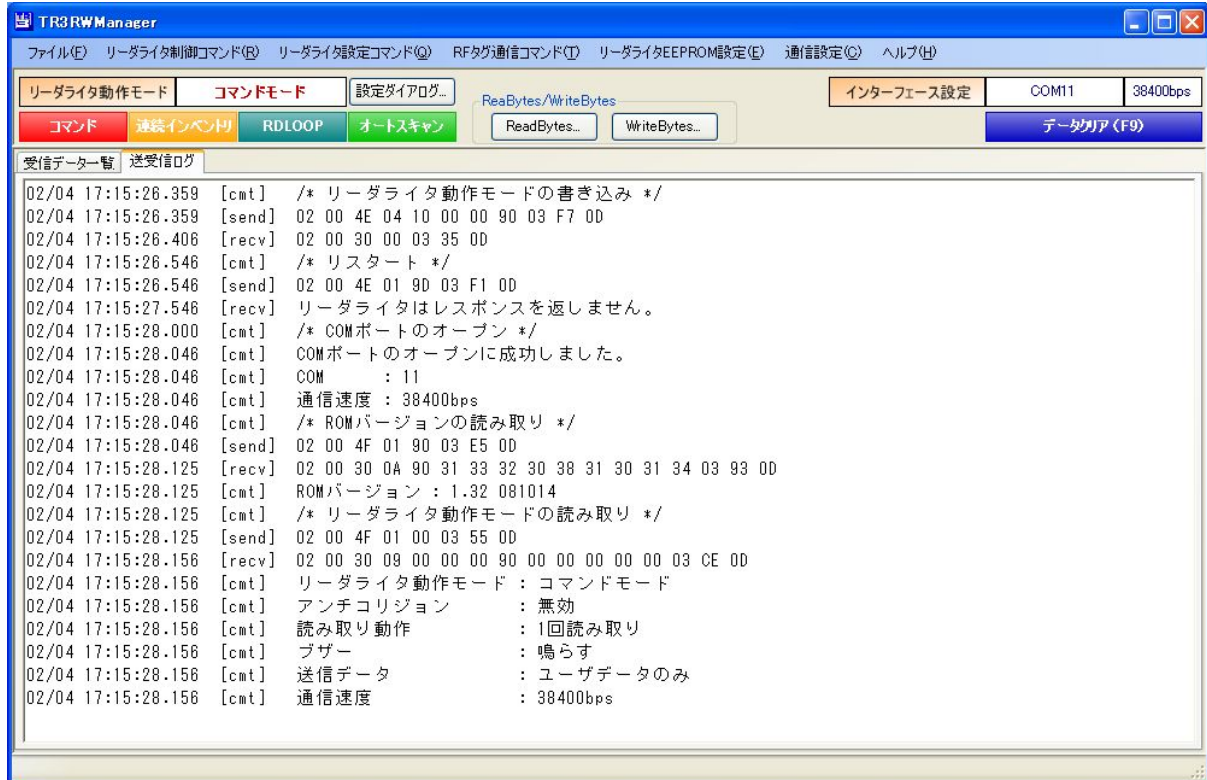 TR3RWManager
ファイル(F) リーダライタ制御コマンド(R) リーダライタ設定コマンド(Q) RFタグ通信コマンド(T) リーダライタEEPROM設定(E) 通信設定(C) ヘルプ(H)
リーダライタ動作モード コマンドモード 設定ダイアログ... ReaBytes/WriteBytes インターフェース設定 COM11 38400bps
コマンド 連続インベントリ RDLOOP オートスキャン ReadBytes... WriteBytes... データクリア(F9)
受信データ一覧 送受信ログ
02/04 17:15:26.359 [cmt] /* リーダライタ動作モードの書き込み */
02/04 17:15:26.359 [send] 02 00 4E 04 10 00 00 90 03 F7 0D
02/04 17:15:26.406 [recv] 02 00 30 00 03 35 0D
02/04 17:15:26.546 [cmt] /* リスタート */
02/04 17:15:26.546 [send] 02 00 4E 01 9D 03 F1 0D
02/04 17:15:27.546 [recv] リーダライタはレスポンスを返しません。
02/04 17:15:28.000 [cmt] /* COMポートのオープン */
02/04 17:15:28.046 [cmt] COMポートのオープンに成功しました。
02/04 17:15:28.046 [cmt] COM : 11
02/04 17:15:28.046 [cmt] 通信速度 : 38400bps
02/04 17:15:28.046 [cmt] /* ROMバージョンの読み取り */
02/04 17:15:28.046 [send] 02 00 4F 01 90 03 E5 0D
02/04 17:15:28.125 [recv] 02 00 30 0A 90 31 33 32 30 38 31 30 31 34 03 93 0D
02/04 17:15:28.125 [cmt] ROMバージョン : 1.32 081014
02/04 17:15:28.125 [cmt] /* リーダライタ動作モードの読み取り */
02/04 17:15:28.125 [send] 02 00 4F 01 00 03 55 0D
02/04 17:15:28.156 [recv] 02 00 30 09 00 00 00 90 00 00 00 00 00 03 CE 0D
02/04 17:15:28.156 [cmt] リーダライタ動作モード : コマンドモード
02/04 17:15:28.156 [cmt] アンチコリジョン : 無効
02/04 17:15:28.156 [cmt] 読み取り動作 : 1回読み取り
02/04 17:15:28.156 [cmt] ブザー : 鳴らす
02/04 17:15:28.156 [cmt] 送信データ : ユーザデータのみ
02/04 17:15:28.156 [cmt] 通信速度 : 38400bps